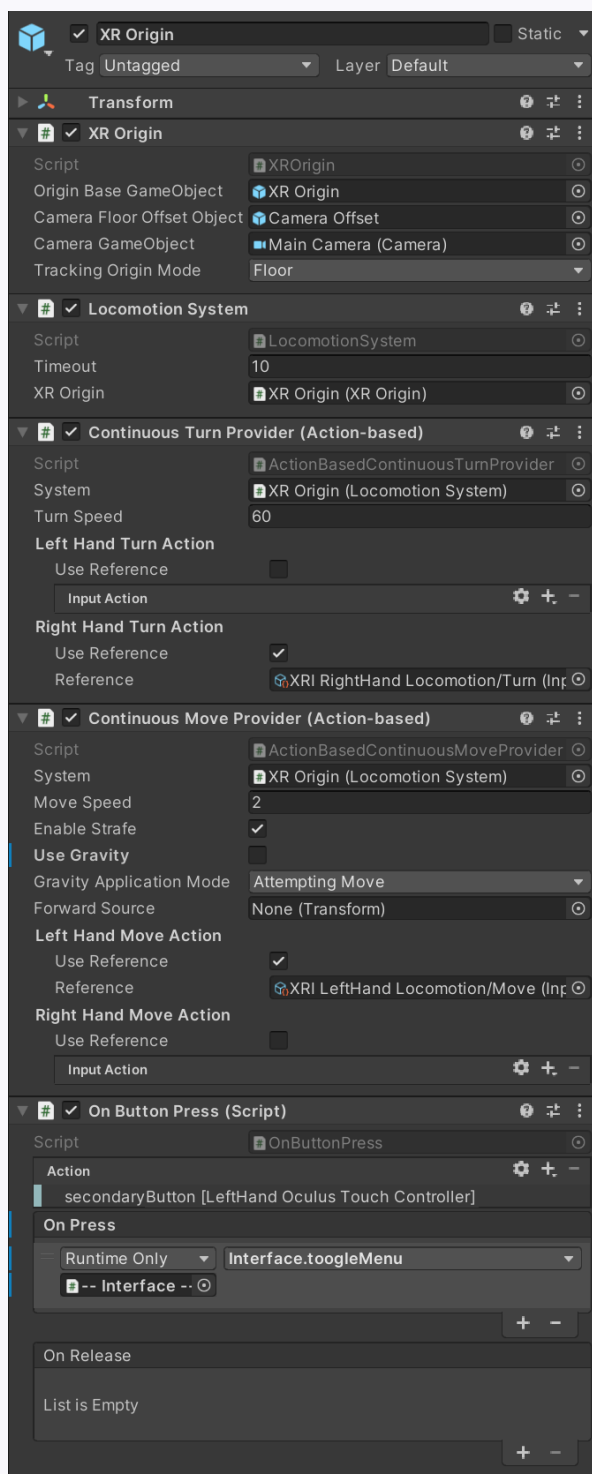 XR Origin Static
Tag Untagged Layer Default
Transform
XR Origin
Script XROrigin
Origin Base GameObject XR Origin
Camera Floor Offset Object Camera Offset
Camera GameObject Main Camera (Camera)
Tracking Origin Mode Floor
Locomotion System
Script LocomotionSystem
Timeout 10
XR Origin XR Origin (XR Origin)
Continuous Turn Provider (Action-based)
Script ActionBasedContinuousTurnProvider
System XR Origin (Locomotion System)
Turn Speed 60
Left Hand Turn Action
Use Reference
Input Action
Right Hand Turn Action
Use Reference
Reference XRI RightHand Locomotion/Turn (Inp
Continuous Move Provider (Action-based)
Script ActionBasedContinuousMoveProvider
System XR Origin (Locomotion System)
Move Speed 2
Enable Strafe
Use Gravity
Gravity Application Mode Attempting Move
Forward Source None (Transform)
Left Hand Move Action
Use Reference
Reference XRI LeftHand Locomotion/Move (Inp
Right Hand Move Action
Use Reference
Input Action
On Button Press (Script)
Script OnButtonPress
Action
secondaryButton [LeftHand Oculus Touch Controller]
On Press
Runtime Only Interface.toogleMenu
-- Interface --
On Release
List is Empty